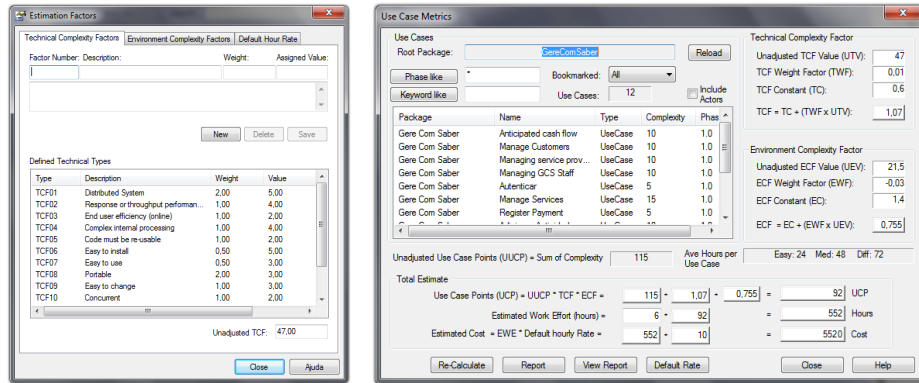 Estimation Factors
Technical Complexity Factors Environment Complexity Factors Default Hour Rate
Factor Number: Description: Weight: Assigned Value:
New Delete Save
Defined Technical Types
Type Description Weight Value
TCF01 Distributed System 2,00 5,00
TCF02 Response or throughput performan... 1,00 4,00
TCF03 End user efficiency (online) 1,00 2,00
TCF04 Complex internal processing 1,00 4,00
TCF05 Code must be re-usable 1,00 2,00
TCF06 Easy to install 0,50 5,00
TCF07 Easy to use 0,50 3,00
TCF08 Portable 2,00 3,00
TCF09 Easy to change 1,00 3,00
TCF10 Concurrent 1,00 2,00
Unadjusted TCF: 47,00
Close Ajuda
Use Case Metrics
Use Cases
Root Package: GereComSaber Reload
Phase like * Bookmarked: All
Keyword like Use Cases: 12 Include Actors
Package Name Type Complexity Phas
Gere Com Saber Anticipated cash flow UseCase 10 1.0
Gere Com Saber Manage Customers UseCase 10 1.0
Gere Com Saber Managing service prov... UseCase 10 1.0
Gere Com Saber Managing GCS Staff UseCase 10 1.0
Gere Com Saber Autenticar UseCase 5 1.0
Gere Com Saber Manage Services UseCase 15 1.0
Gere Com Saber Register Payment UseCase 5 1.0
Technical Complexity Factor
Unadjusted TCF Value (UTV): 47
TCF Weight Factor (TWF): 0,01
TCF Constant (TC): 0,6
TCF = TC + (TWF x UTV): 1,07
Environment Complexity Factor
Unadjusted ECF Value (UEV): 21,5
ECF Weight Factor (EWF): -0,03
ECF Constant (EC): 1,4
ECF = EC + (EWF x UEV): 0,755
Unadjusted Use Case Points (UUCP) = Sum of Complexity 115 Ave Hours per Use Case Easy: 24 Med: 48 Diff: 72
Total Estimate
Use Case Points (UCP) = UUCP * TCF * ECF = 115 * 1,07 * 0,755 = 92 UCP
Estimated Work Effort (hours) = 6 * 92 = 552 Hours
Estimated Cost = EWE * Default hourly Rate = 552 * 10 = 5520 Cost
Re-Calculate Report View Report Default Rate Close Help